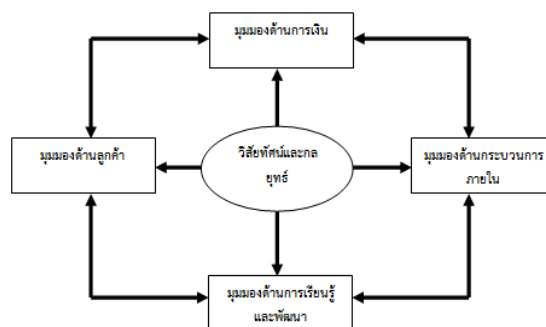 มุมมองด้านการเงิน
มุมมองด้านลูกค้า
วิสัยทัศน์และกล
ยุทธ์
มุมมองด้านกระบวนการ
ภายใน
มุมมองด้านการเรียนรู้
และพัฒนา